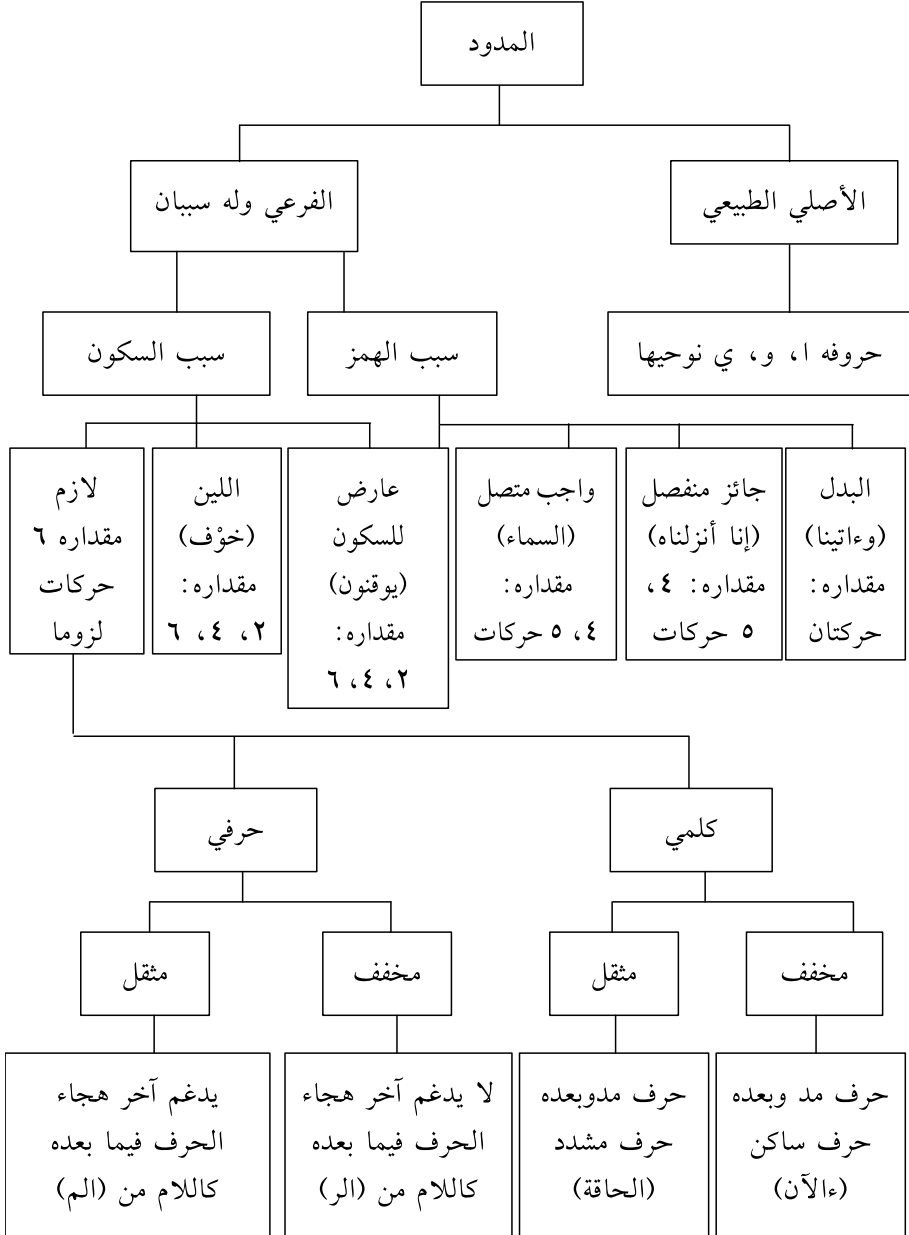 المدود
الأصلي الطبيعي
الفرعي وله سببان
حروفه ا، و، ي نوحيها
سبب الهمز
سبب السكون
البدل
(وءاتينا)
مقداره:
حركتان
جائز منفصل
(إنا أنزلناه)
مقداره: ٤،
٥ حركات
واجب متصل
(السماء)
مقداره:
٤، ٥ حركات
عارض
للسكون
(يوقنون)
مقداره:
٢، ٤، ٦
اللين
(خوْف)
مقداره:
٢، ٤، ٦
لازم
مقداره ٦
حركات
لزوما
كلمي
حرفي
مخفف
مثقل
مخفف
مثقل
حرف مد وبعده
حرف ساكن
(ءالآن)
حرف مدوبعده
حرف مشدد
(الحاقة)
لا يدغم آخر هجاء
الحرف فيما بعده
كاللام من (الر)
يدغم آخر هجاء
الحرف فيما بعده
كاللام من (الم)